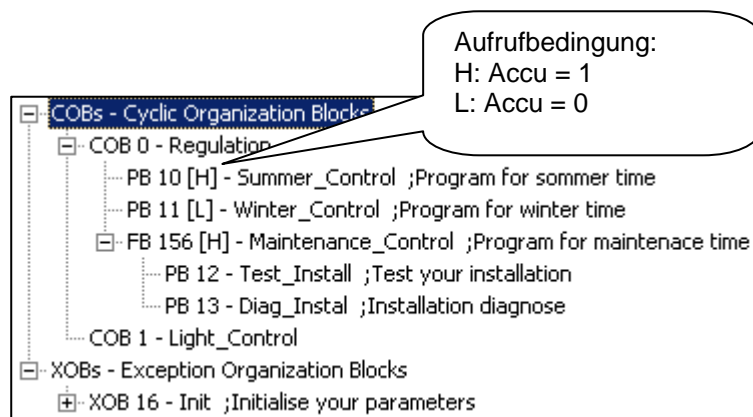 Aufrufbedingung:
H: Accu = 1
L: Accu = 0
COBs - Cyclic Organization Blocks
COB 0 - Regulation
PB 10 [H] - Summer_Control ;Program for sommer time
PB 11 [L] - Winter_Control ;Program for winter time
FB 156 [H] - Maintenance_Control ;Program for maintenace time
PB 12 - Test_Install ;Test your installation
PB 13 - Diag_Instal ;Installation diagnose
COB 1 - Light_Control
XOBs - Exception Organization Blocks
XOB 16 - Init ;Initialise your parameters